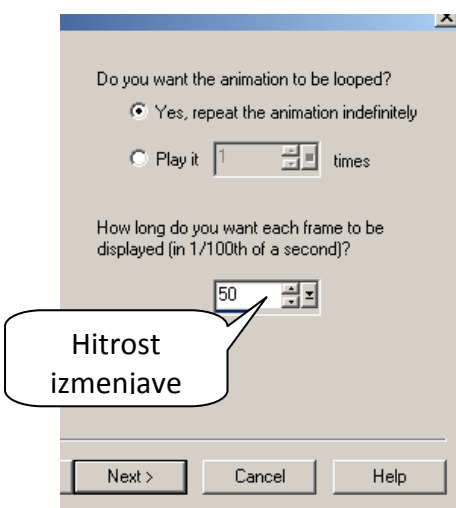 Do you want the animation to be looped?
Yes, repeat the animation indefinitely
Play it 1 times
How long do you want each frame to be
displayed (in 1/100th of a second)?
50
Hitrost
izmenjave
Next >
Cancel
Help